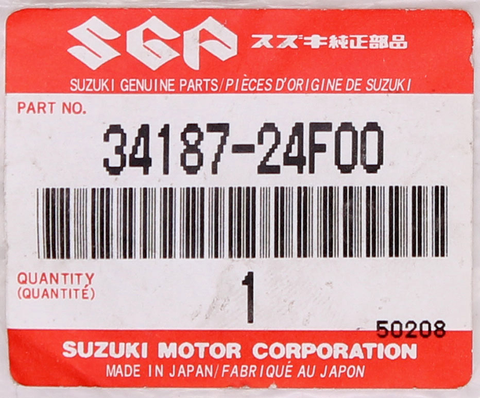 SGP スズキ純正部品
SUZUKI GENUINE PARTS/PIÈCES D'ORIGINE DE SUZUKI
PART NO.
34187-24F00
QUANTITY
(QUANTITÉ)
1
50208
SUZUKI MOTOR CORPORATION
MADE IN JAPAN/FABRIQUÉ AU JAPON